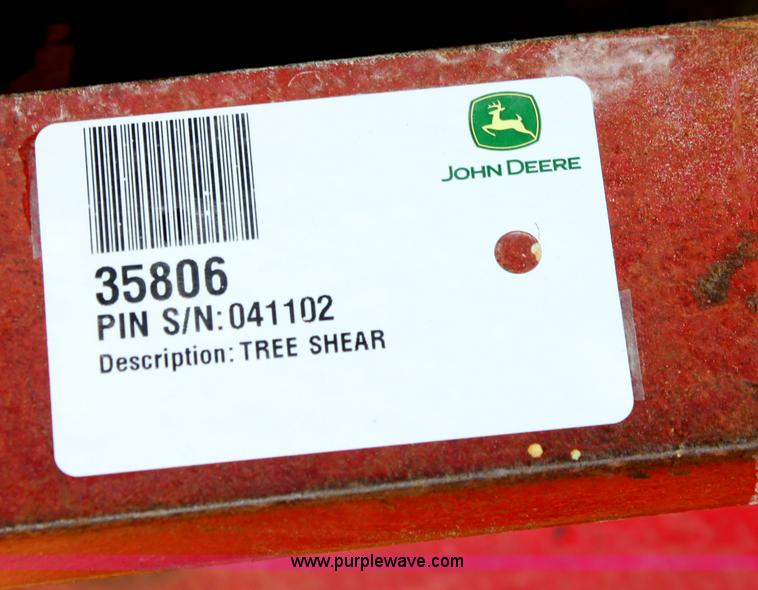 JOHN DEERE
35806
PIN S/N: 041102
Description: TREE SHEAR
www.purplewave.com